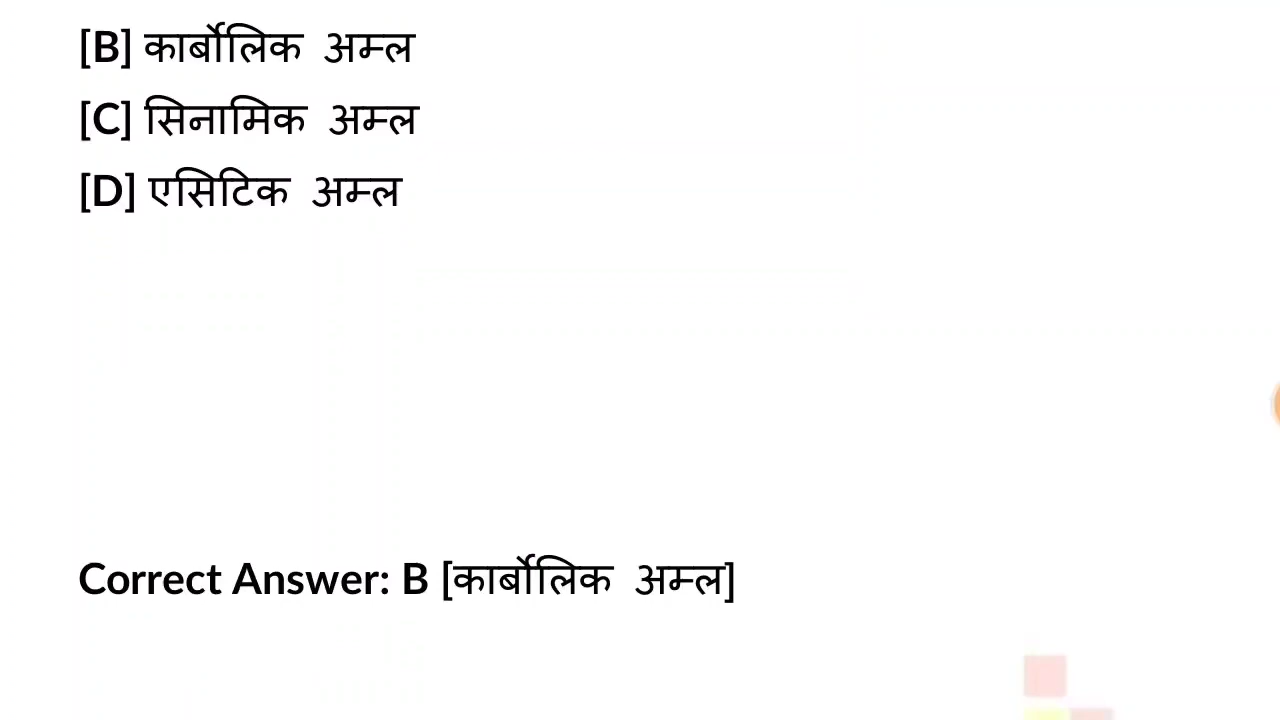 [B] कार्बोलिक अम्ल
[C] सिनामिक अम्ल
[D] एसिटिक अम्ल
Correct Answer: B [कार्बोलिक अम्ल]